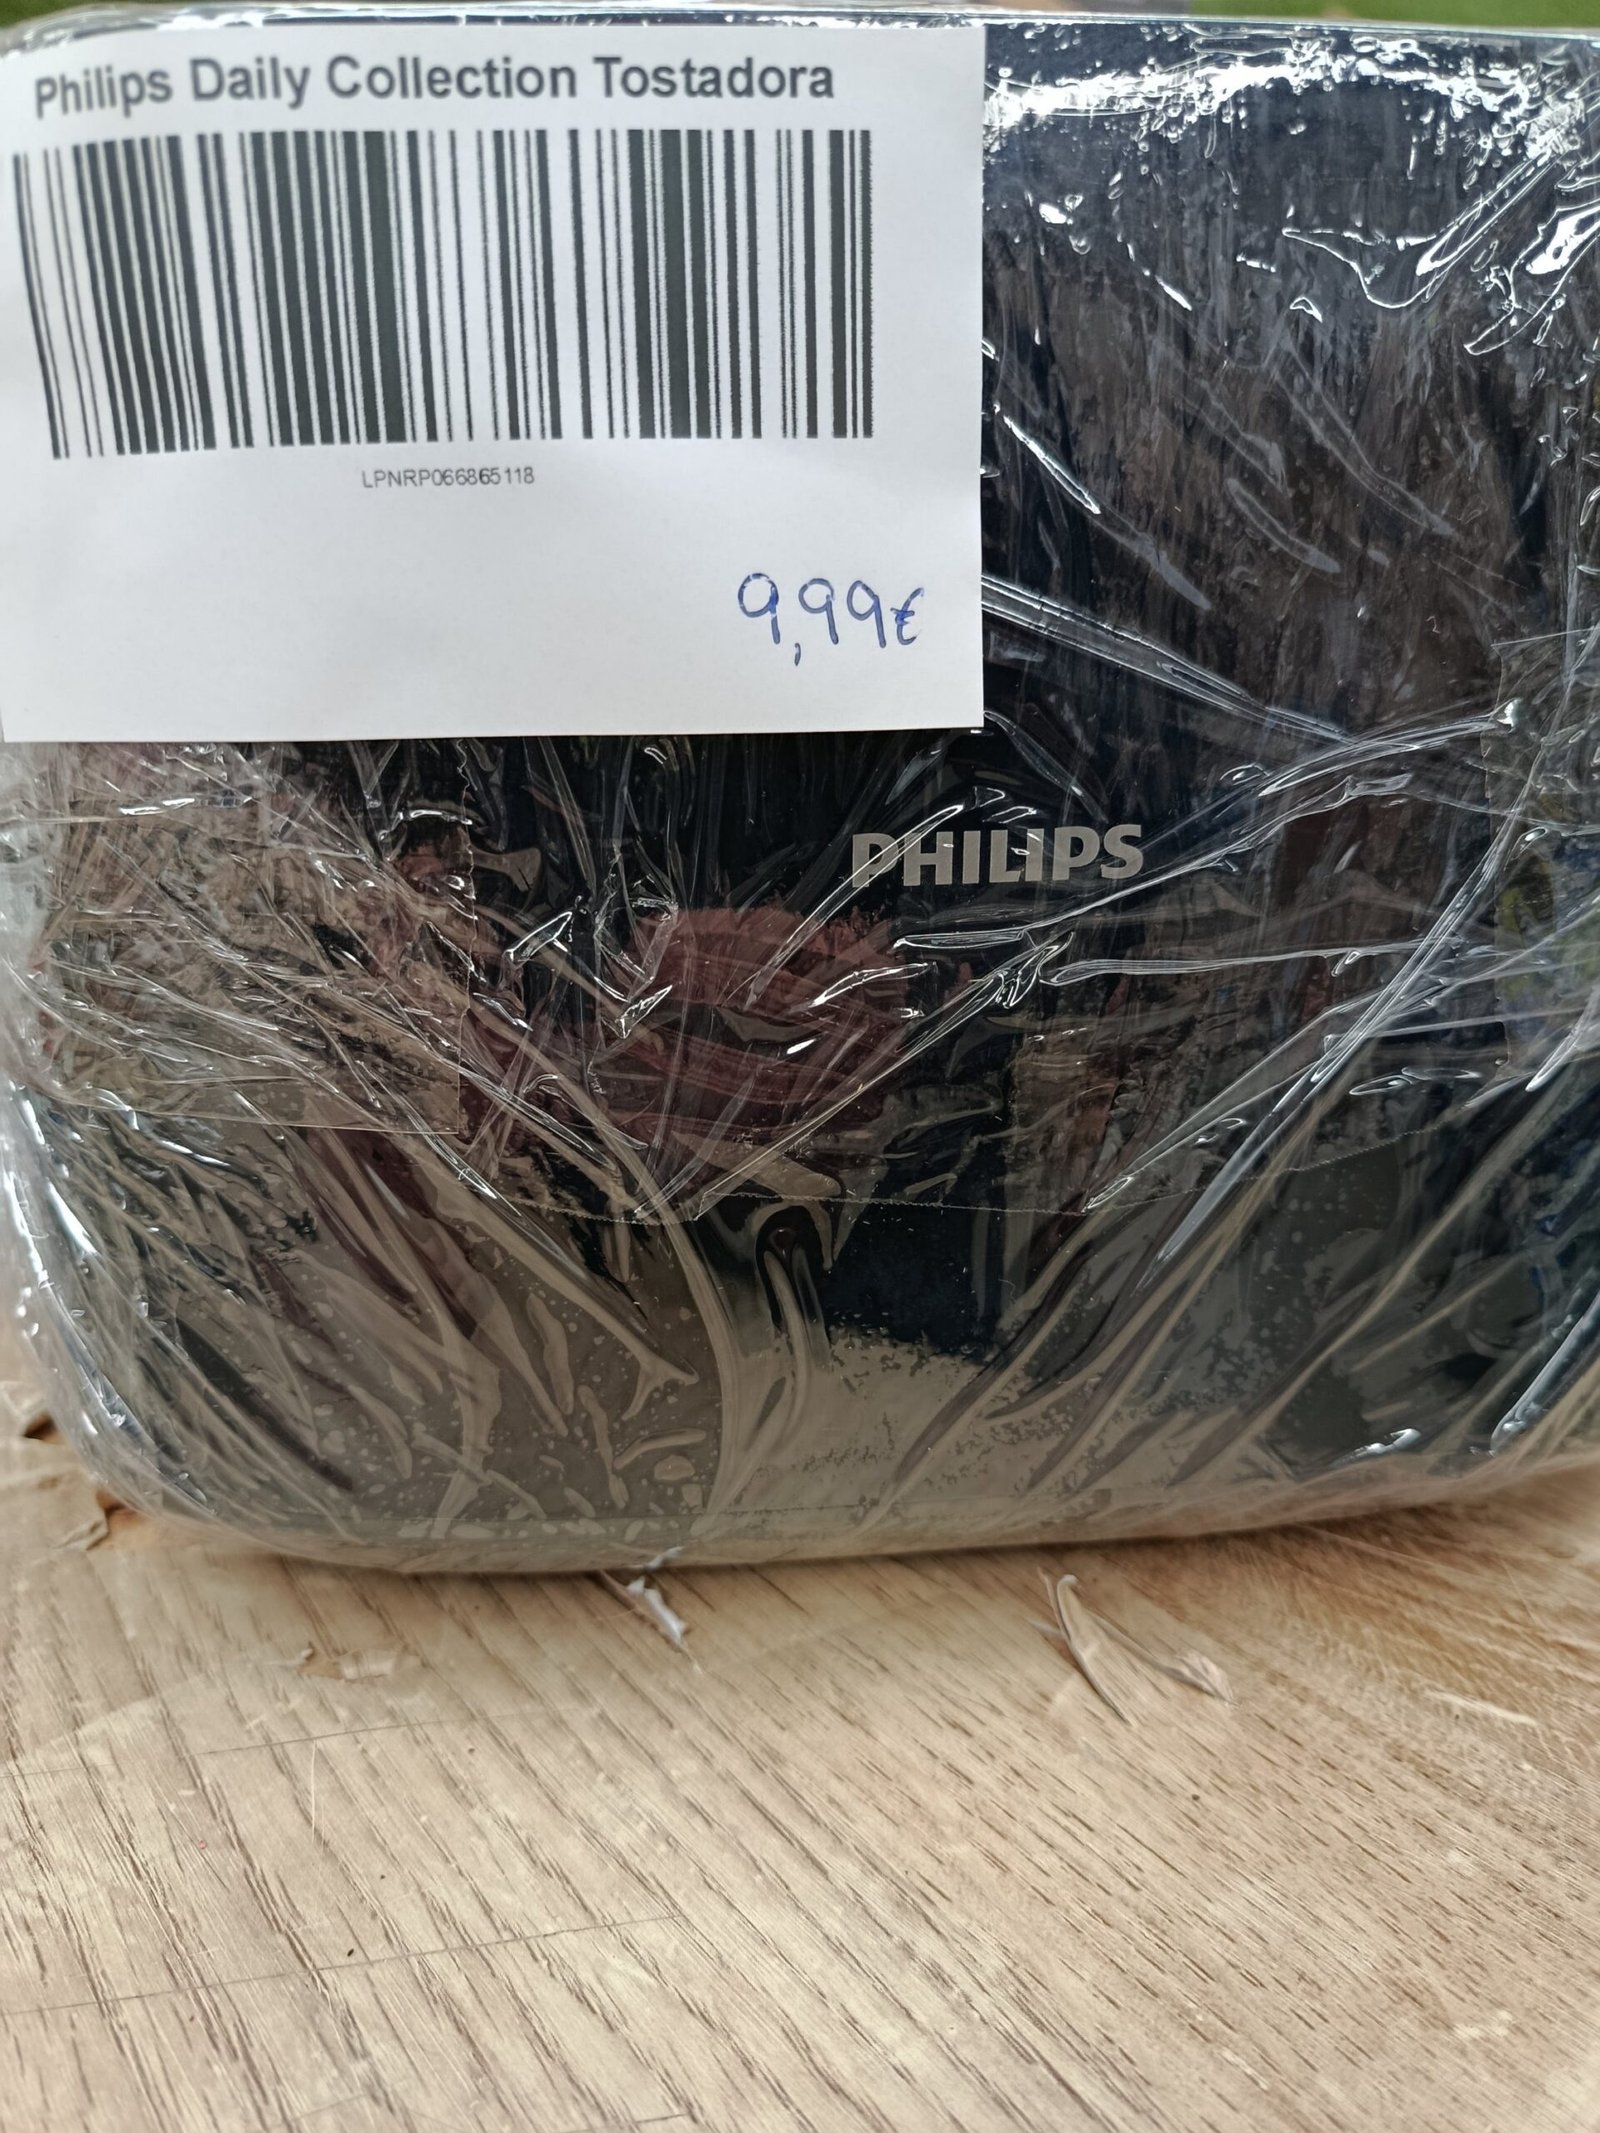 Philips Daily Collection Tostadora
LPNRP066865118
9,99€
PHILIPS